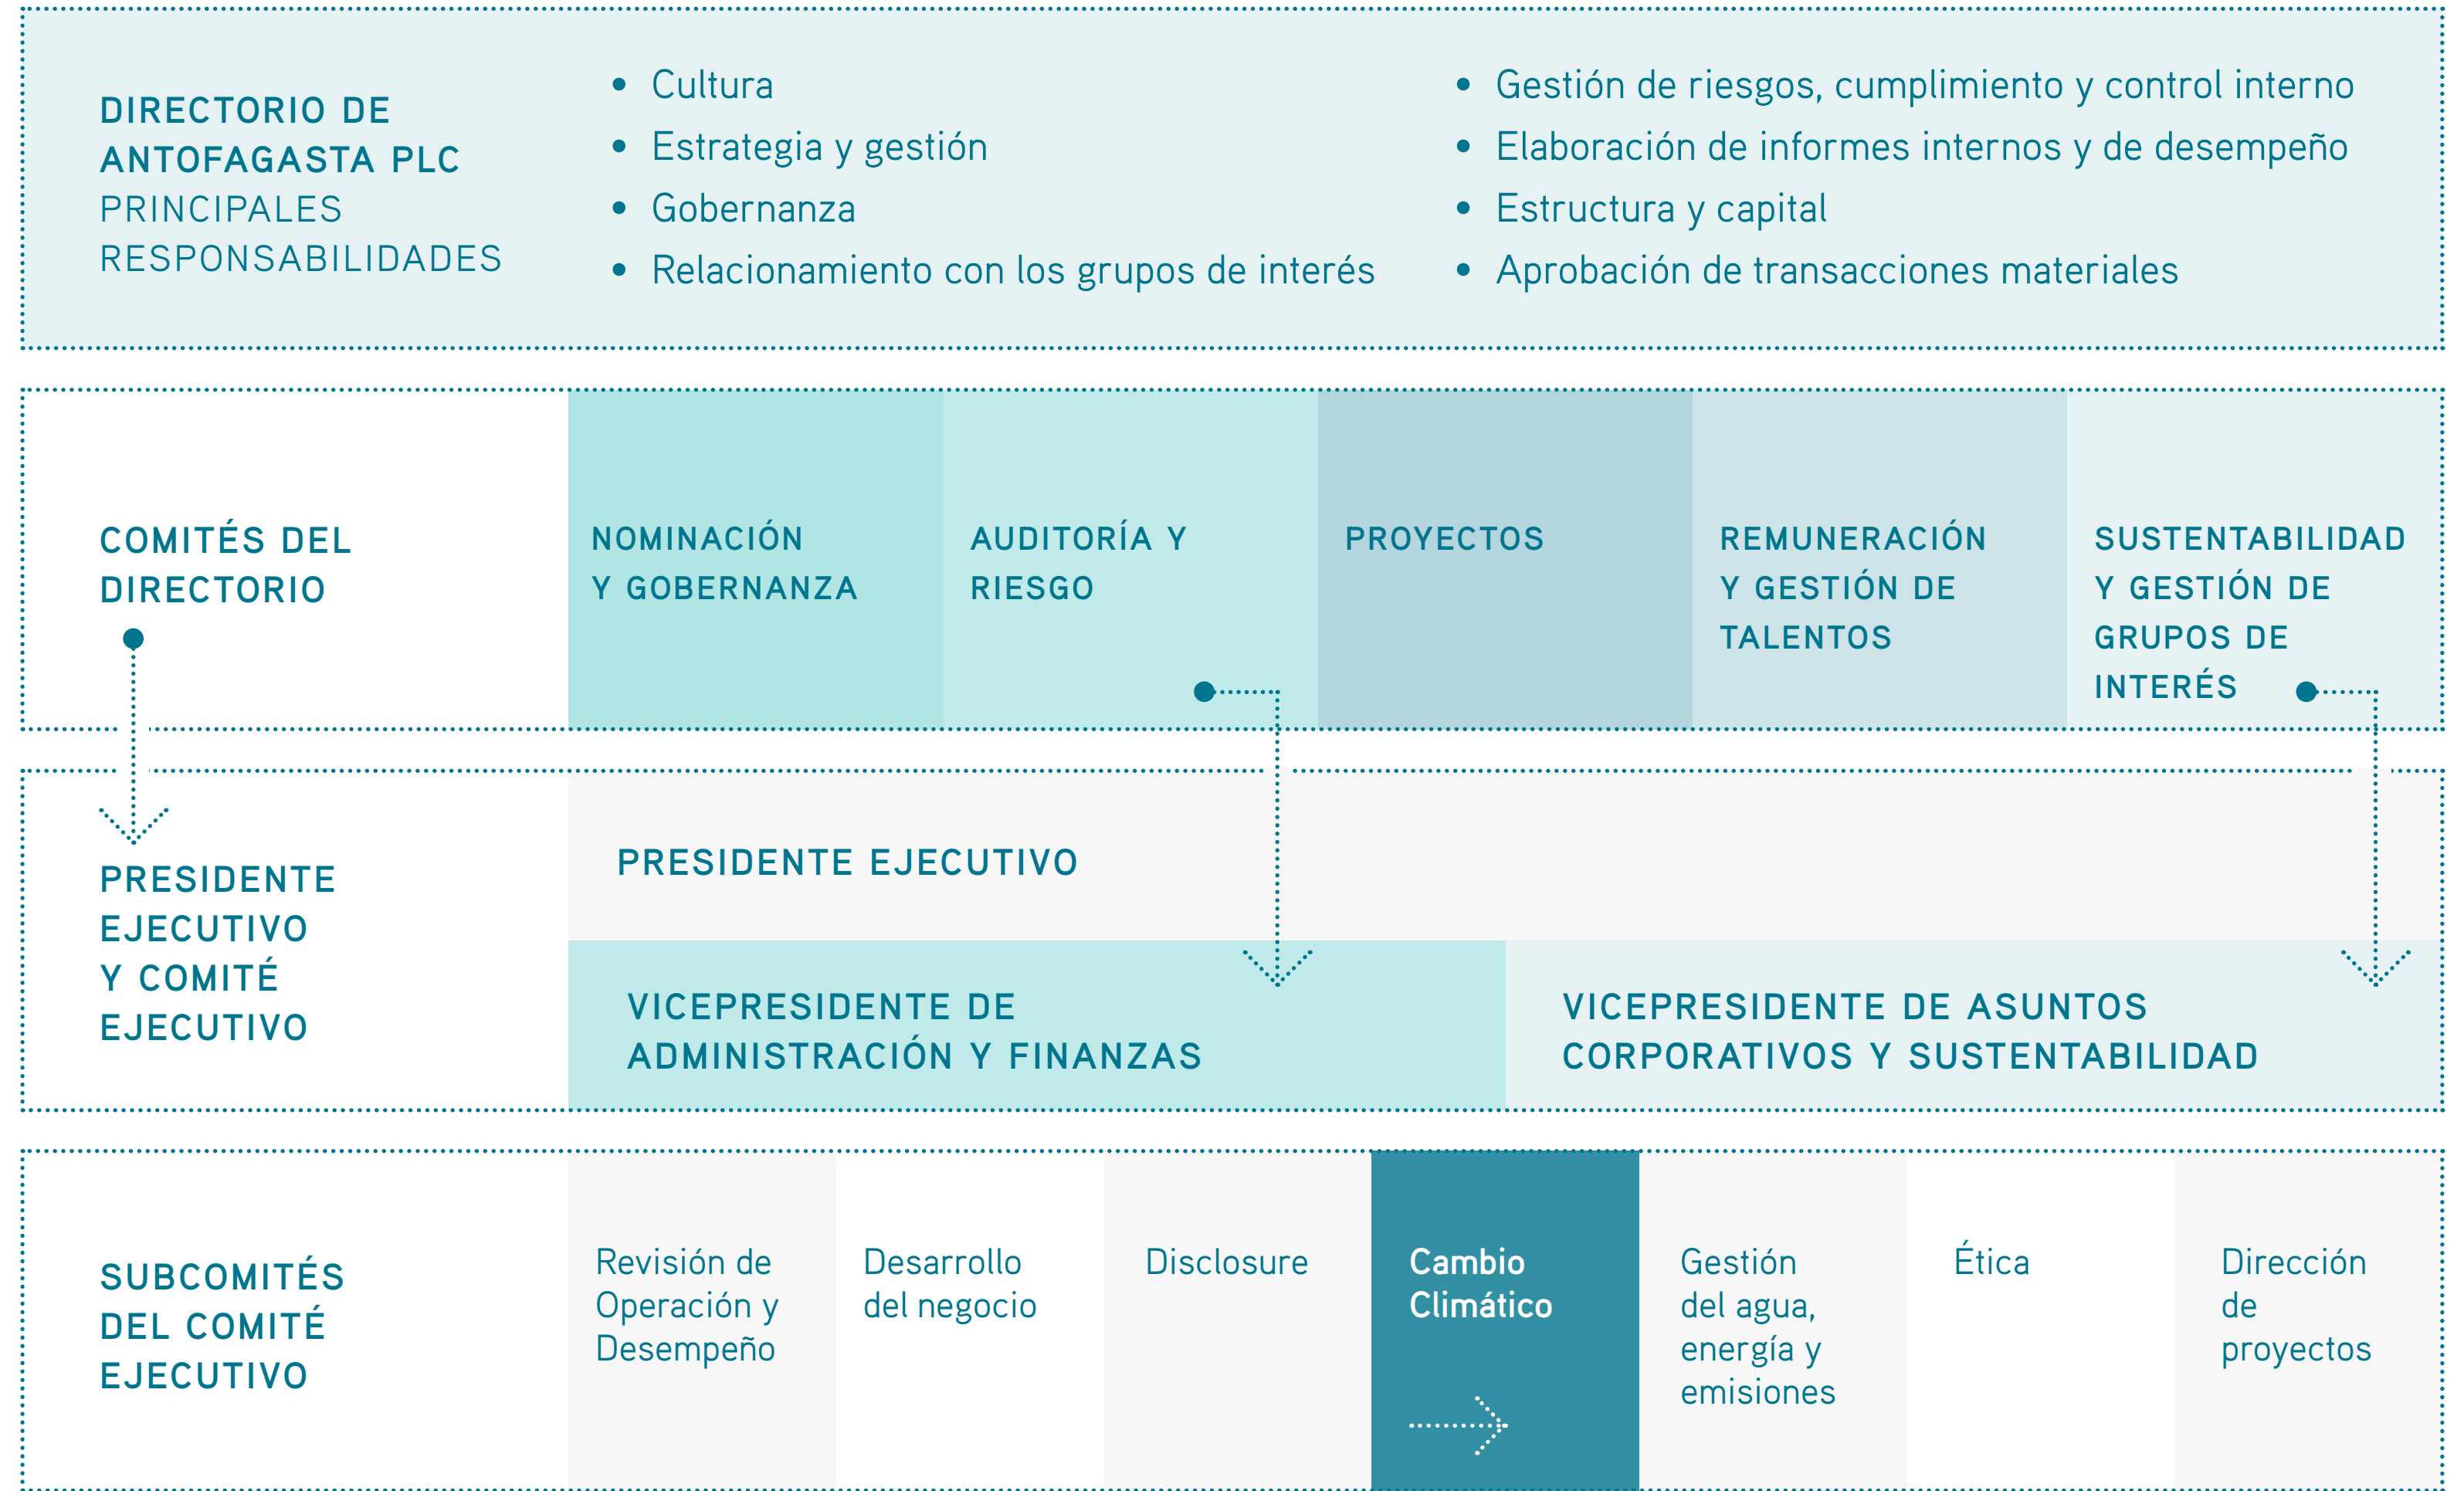 DIRECTORIO DE
ANTOFAGASTA PLC
PRINCIPALES
RESPONSABILIDADES
• Cultura
• Estrategia y gestión
• Gobernanza
• Relacionamiento con los grupos de interés
• Gestión de riesgos, cumplimiento y control interno
• Elaboración de informes internos y de desempeño
• Estructura y capital
• Aprobación de transacciones materiales
COMITÉS DEL
DIRECTORIO
NOMINACIÓN
Y GOBERNANZA
AUDITORÍA Y
RIESGO
PROYECTOS
REMUNERACIÓN
Y GESTIÓN DE
TALENTOS
SUSTENTABILIDAD
Y GESTIÓN DE
GRUPOS DE
INTERÉS
PRESIDENTE
EJECUTIVO
Y COMITÉ
EJECUTIVO
PRESIDENTE EJECUTIVO
VICEPRESIDENTE DE
ADMINISTRACIÓN Y FINANZAS
VICEPRESIDENTE DE ASUNTOS
CORPORATIVOS Y SUSTENTABILIDAD
SUBCOMITÉS
DEL COMITÉ
EJECUTIVO
Revisión de
Operación y
Desempeño
Desarrollo
del negocio
Disclosure
Cambio
Climático
Gestión
del agua,
energía y
emisiones
Ética
Dirección
de
proyectos